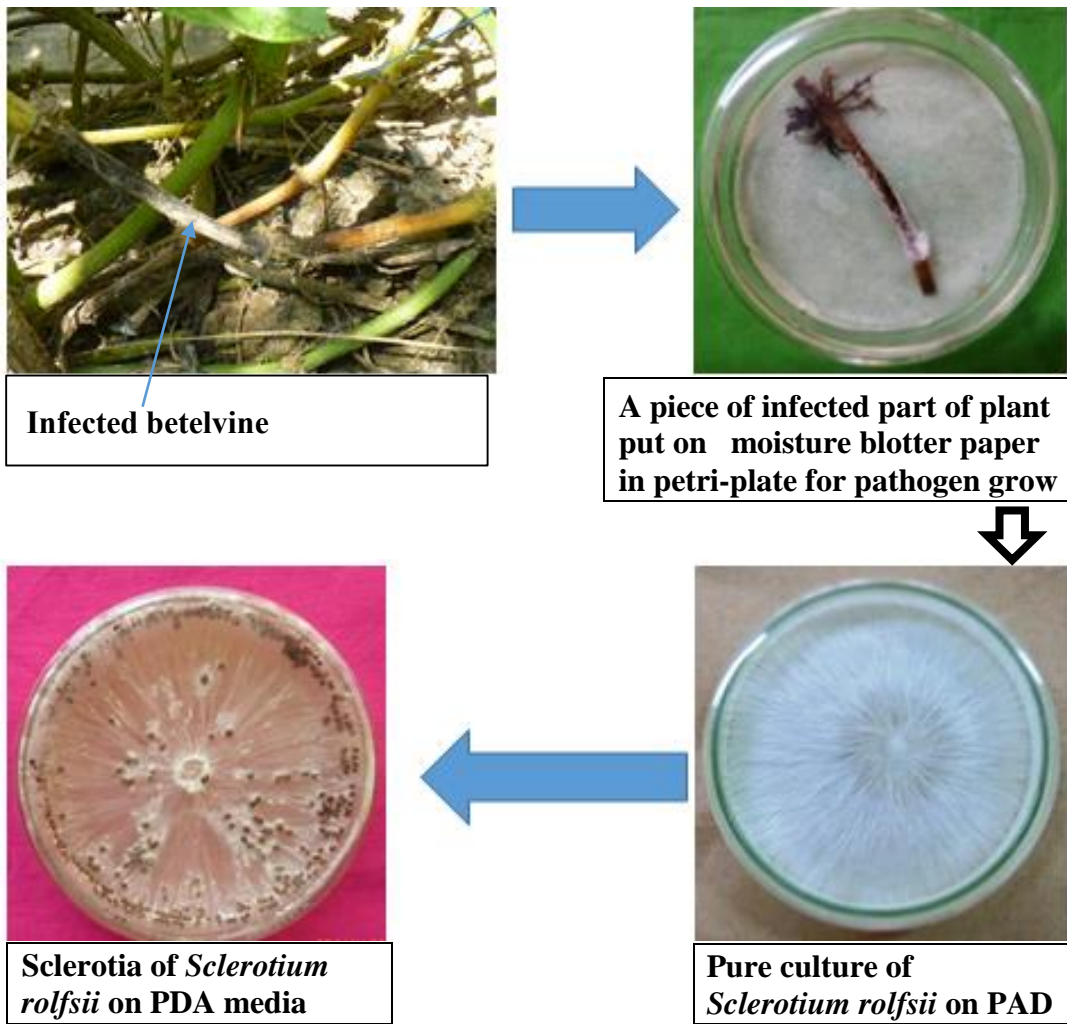 Infected betelvine
A piece of infected part of plant
put on moisture blotter paper
in petri-plate for pathogen grow
Sclerotia of Sclerotium
rolfsii on PDA media
Pure culture of
Sclerotium rolfsii on PAD